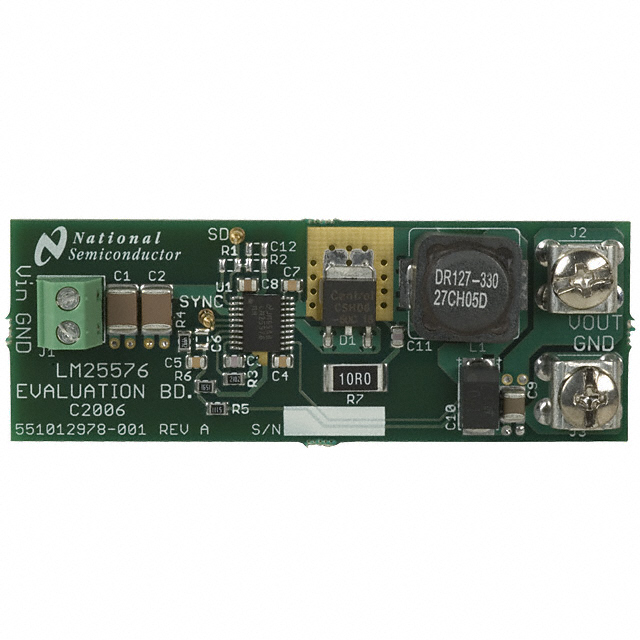 National
Semiconductor
Vin GND
J1
C1 C2
SD
R1
R2
C12
C7
C8
U1
SYNC
R4
C6
C5
R6
R3
C4
R5
LM25576
EVALUATION BD.
C2006
551012978-001 REV A
S/N
Central
D1
10R0
R7
C11
DR127-330
27CH05D
L1
C10
C9
J2
VOUT
GND